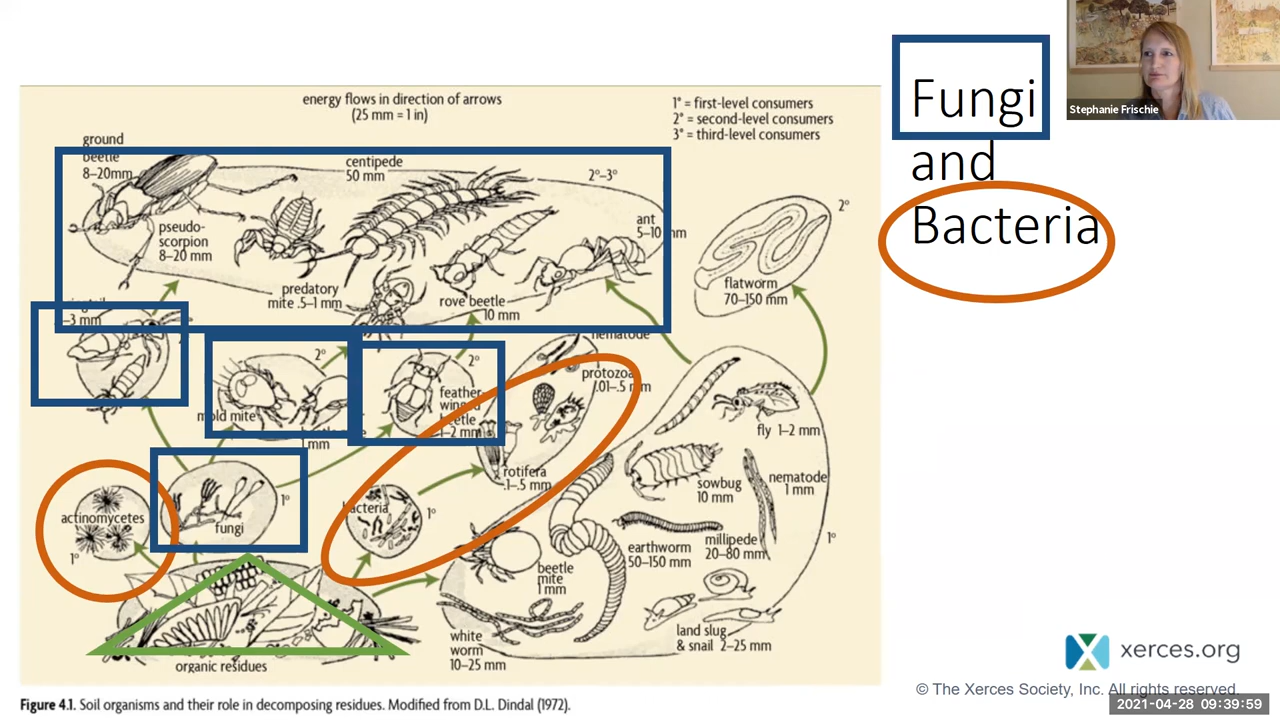 energy flows in direction of arrows
(25 mm = 1 in)
1° = first-level consumers
2° = second-level consumers
3° = third-level consumers
ground
beetle
8–20mm
centipede
50 mm
2°–3°
pseudo-
scorpion
8–20 mm
ant
5–10 mm
predatory
mite .5–1 mm
rove beetle
10 mm
2°
flatworm
70–150 mm
–3 mm
2°
mold mite
mm
2°
feather-
winged
beetle
1–2 mm
nematode
protozoa
.01–.5 mm
rotifera
.1–.5 mm
fly 1–2 mm
sowbug
10 mm
nematode
1 mm
actinomycetes
1°
fungi
1°
bacteria
1°
millipede
20–80 mm
1°
earthworm
50–150 mm
beetle
mite
1 mm
white
worm
10–25 mm
land slug
& snail 2–25 mm
organic residues
Figure 4.1. Soil organisms and their role in decomposing residues. Modified from D.L. Dindal (1972).
Fungi
and
Bacteria
Stephanie Frischie
xerces.org
© The Xerces Society, Inc. All rights reserved.
2021-04-28 09:39:59